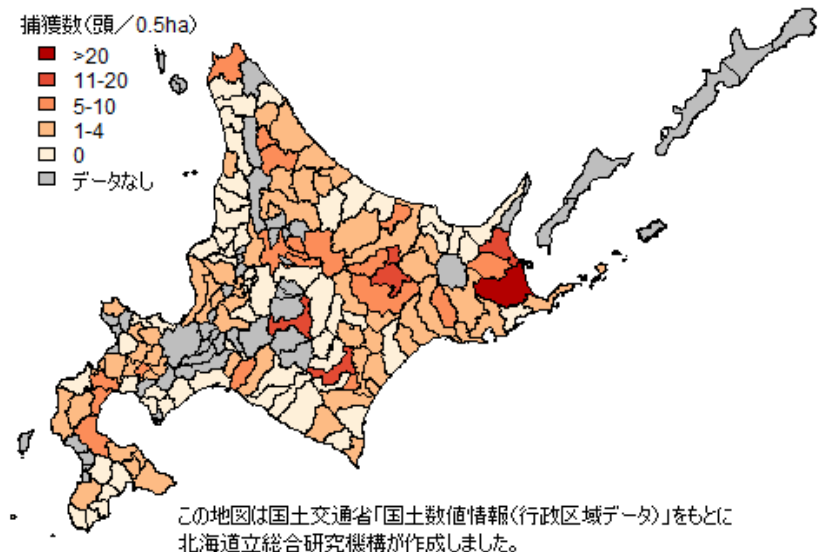 捕獲数(頭／0.5ha)
>20
11-20
5-10
1-4
0
データなし
この地図は国土交通省「国土数値情報(行政区域データ)」をもとに
北海道立総合研究機構が作成しました。